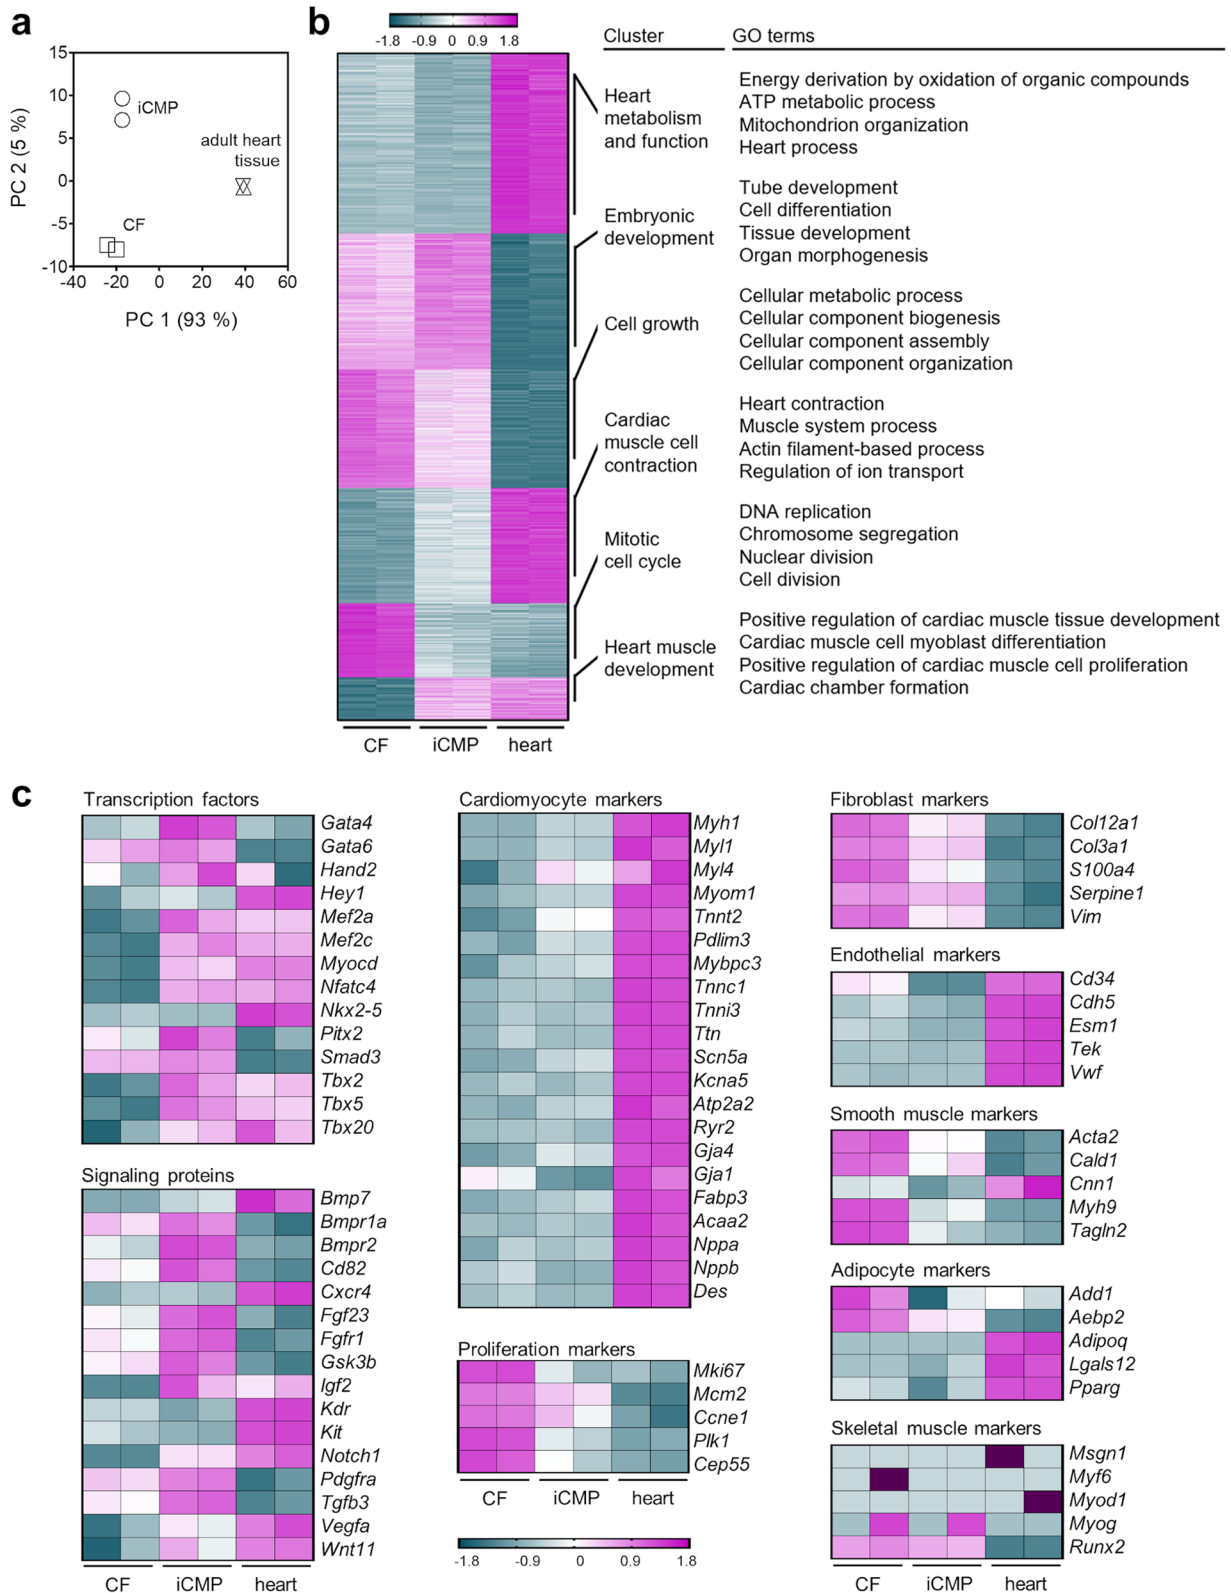 a
15
10
5
0
-5
-10
-40
-20
0
20
40
60
PC 2 (5 %)
PC 1 (93 %)
iCMP
adult heart
tissue
CF
b
-1.8 -0.9 0 0.9 1.8
Cluster
GO terms
Heart
metabolism
and function
Energy derivation by oxidation of organic compounds
ATP metabolic process
Mitochondrion organization
Heart process
Embryonic
development
Tube development
Cell differentiation
Tissue development
Organ morphogenesis
Cell growth
Cellular metabolic process
Cellular component biogenesis
Cellular component assembly
Cellular component organization
Cardiac
muscle cell
contraction
Heart contraction
Muscle system process
Actin filament-based process
Regulation of ion transport
Mitotic
cell cycle
DNA replication
Chromosome segregation
Nuclear division
Cell division
Heart muscle
development
Positive regulation of cardiac muscle tissue development
Cardiac muscle cell myoblast differentiation
Positive regulation of cardiac muscle cell proliferation
Cardiac chamber formation
CF iCMP heart
c
Transcription factors
Gata4
Gata6
Hand2
Hey1
Mef2a
Mef2c
Myocd
Nfatc4
Nkx2-5
Pitx2
Smad3
Tbx2
Tbx5
Tbx20
Signaling proteins
Bmp7
Bmpr1a
Bmpr2
Cd82
Cxcr4
Fgf23
Fgfr1
Gsk3b
Igf2
Kdr
Kit
Notch1
Pdgfra
Tgfb3
Vegfa
Wnt11
CF iCMP heart
Cardiomyocyte markers
Myh1
Myl1
Myl4
Myom1
Tnnt2
Pdlim3
Mybpc3
Tnnc1
Tnni3
Ttn
Scn5a
Kcna5
Atp2a2
Ryr2
Gja4
Gja1
Fabp3
Acaa2
Nppa
Nppb
Des
Proliferation markers
Mki67
Mcm2
Ccne1
Plk1
Cep55
CF iCMP heart
-1.8 -0.9 0 0.9 1.8
Fibroblast markers
Col12a1
Col3a1
S100a4
Serpine1
Vim
Endothelial markers
Cd34
Cdh5
Esm1
Tek
Vwf
Smooth muscle markers
Acta2
Cald1
Cnn1
Myh9
Tagln2
Adipocyte markers
Add1
Aebp2
Adipoq
Lgals12
Pparg
Skeletal muscle markers
Msgn1
Myf6
Myod1
Myog
Runx2
CF iCMP heart